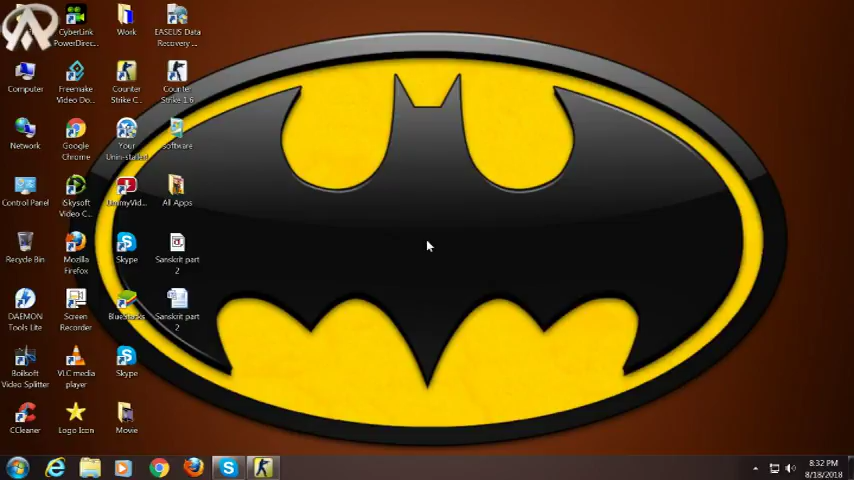 CyberLink
PowerDirec...
Work
EASEUS Data
Recovery ...
Computer
Freemake
Video Do...
Counter
Strike C...
Counter
Strike 1.6
Network
Google
Chrome
Your
Unin-staller!
software
Control Panel
iSkysoft
Video C...
All Apps
Recycle Bin
Mozilla
Firefox
Skype
Sanskrit part
2
DAEMON
Tools Lite
Screen
Recorder
BlueStacks
Sanskrit part
2
Boilsoft
Video Splitter
VLC media
player
Skype
CCleaner
Logo Icon
Movie
8:32 PM
8/18/2018